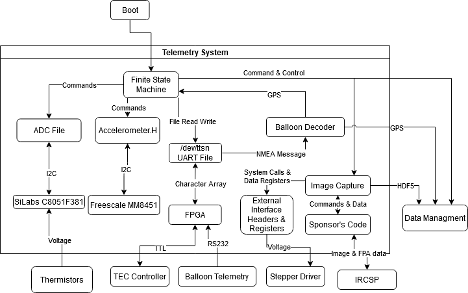 Boot
Telemetry System
Finite State
Machine
Command & Control
Commands
Commands
GPS
File Read Write
ADC File
Accelerometer.H
/dev/ttsn
UART File
Balloon Decoder
GPS
NMEA Message
I2C
I2C
Character Array
System Calls &
Data Registers
Image Capture
HDF5
SiLabs C8051F381
Freescale MM8451
FPGA
External
Interface
Headers &
Registers
Commands & Data
Sponsor's Code
Data Managment
Voltage
TTL
RS232
Voltage
Image & FPA data
Thermistors
TEC Controller
Balloon Telemetry
Stepper Driver
IRCSP